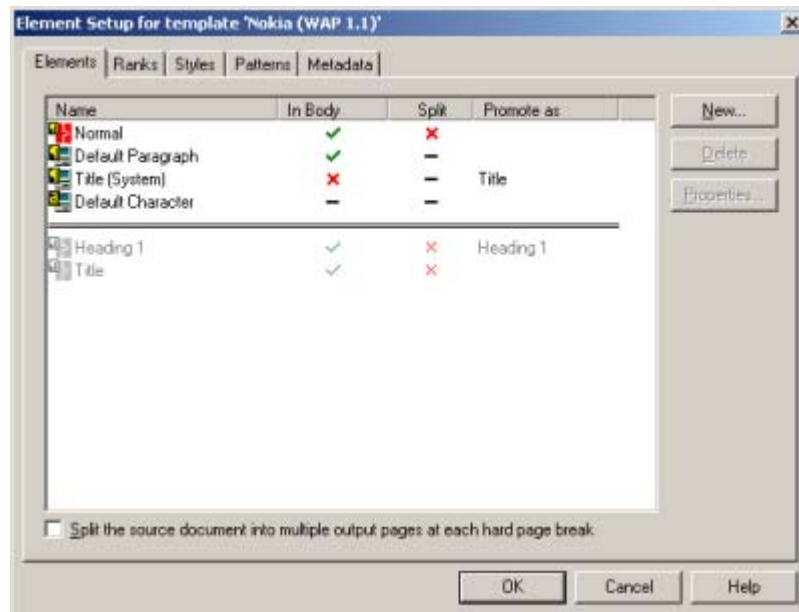 Element Setup for template 'Nokia (WAP 1.1)'
Elements Ranks Styles Patterns Metadata
Name In Body Split Promote as
New...
Normal
Default Paragraph
Delete
Title (System) Title
Default Character
Properties...
Heading 1 Heading 1
Title
Split the source document into multiple output pages at each hard page break
OK Cancel Help